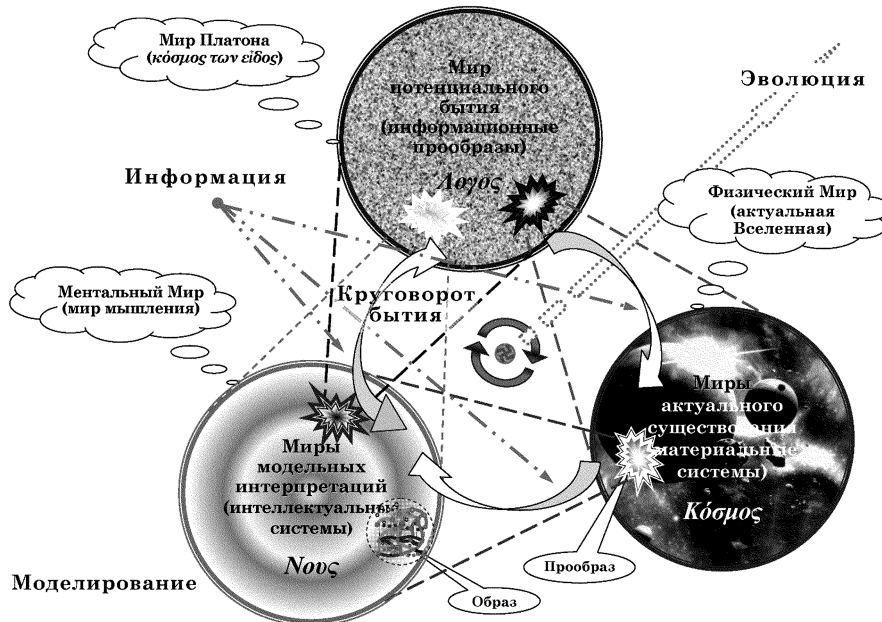 Мир Платона
(κόσμος των είδος)
Мир
потенциального
бытия
(информационные
прообразы)
Λογος
Эволюция
Информация
Физический Мир
(актуальная
Вселенная)
Ментальный Мир
(мир мышления)
Круговорот
бытия
Миры
актуального
существования
(материальные
системы)
Κόσμος
Миры
модельных
интерпретаций
(интеллектуальные
системы)
Νους
Моделирование
Прообраз
Образ